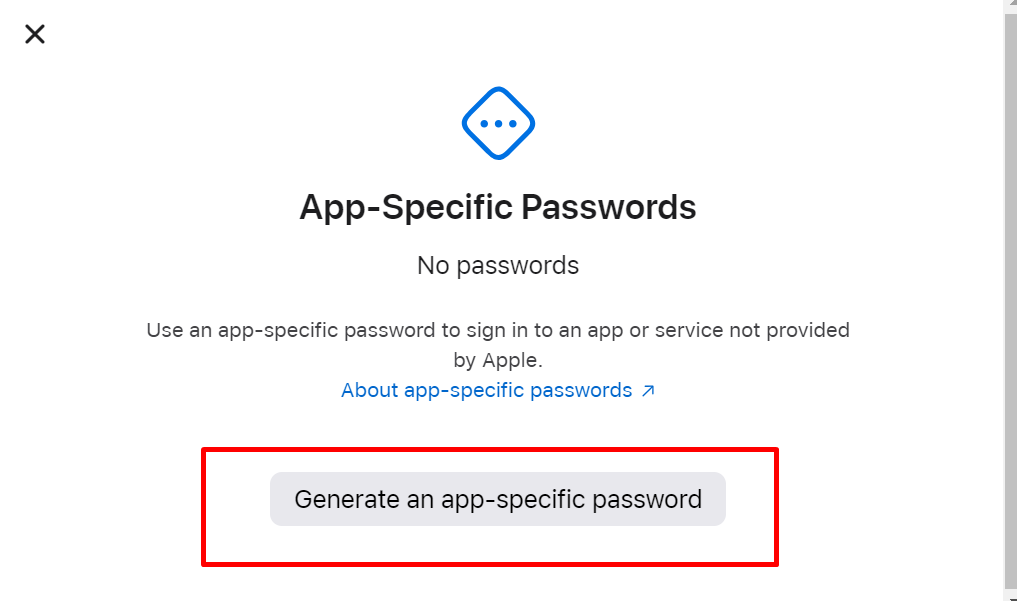 App-Specific Passwords
No passwords
Use an app-specific password to sign in to an app or service not provided
by Apple.
About app-specific passwords ↗
Generate an app-specific password